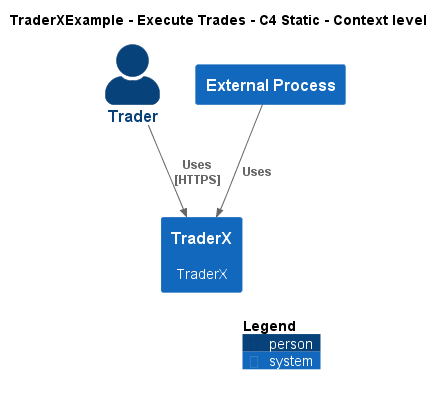 TraderXExample - Execute Trades - C4 Static - Context level
Trader
External Process
Uses
[HTTPS]
Uses
TraderX
TraderX
Legend
person
system